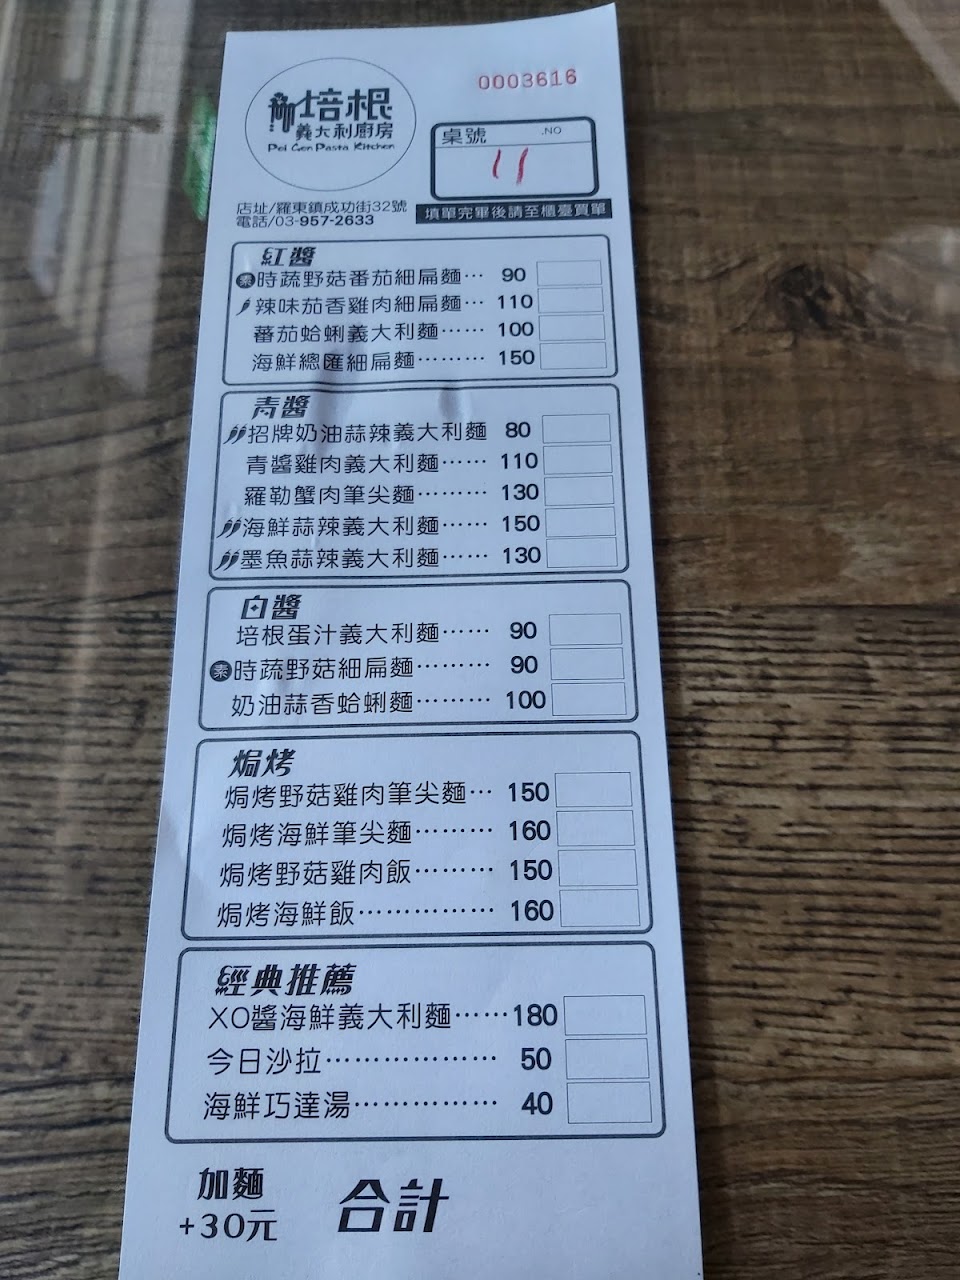 0003616
培根
義大利廚房
Pei Gen Pasta Kitchen
桌號 .NO
11
店址/羅東鎮成功街32號
電話/03-957-2633
填單完畢後請至櫃臺買單
紅醬
素時蔬野菇番茄細扁麵… 90
辣味茄香雞肉細扁麵… 110
蕃茄蛤蜊義大利麵…… 100
海鮮總匯細扁麵……… 150
青醬
招牌奶油蒜辣義大利麵 80
青醬雞肉義大利麵…… 110
羅勒蟹肉筆尖麵……… 130
海鮮蒜辣義大利麵…… 150
墨魚蒜辣義大利麵…… 130
白醬
培根蛋汁義大利麵…… 90
素時蔬野菇細扁麵……… 90
奶油蒜香蛤蜊麵……… 100
焗烤
焗烤野菇雞肉筆尖麵… 150
焗烤海鮮筆尖麵……… 160
焗烤野菇雞肉飯……… 150
焗烤海鮮飯…………… 160
經典推薦
XO醬海鮮義大利麵……180
今日沙拉………………… 50
海鮮巧達湯…………… 40
加麵
+30元
合計